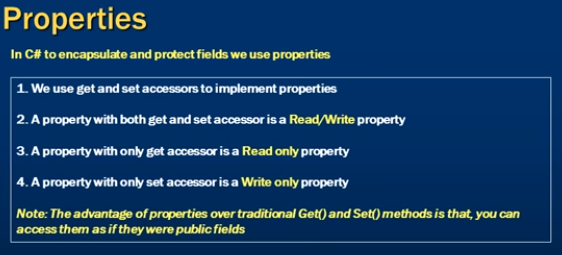 Properties
In C# to encapsulate and protect fields we use properties
1. We use get and set accessors to implement properties
2. A property with both get and set accessor is a Read/Write property
3. A property with only get accessor is a Read only property
4. A property with only set accessor is a Write only property
Note: The advantage of properties over traditional Get() and Set() methods is that, you can
access them as if they were public fields